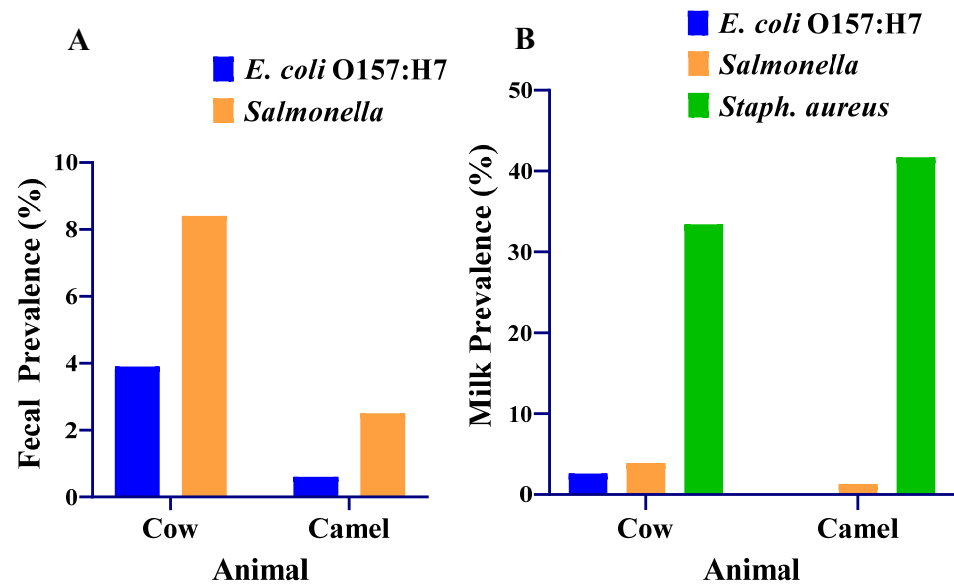 A
E. coli O157:H7
Salmonella
Fecal Prevalence (%)
10
8
6
4
2
0
Cow
Camel
Animal
B
E. coli O157:H7
Salmonella
Staph. aureus
Milk Prevalence (%)
50
40
30
20
10
0
Cow
Camel
Animal